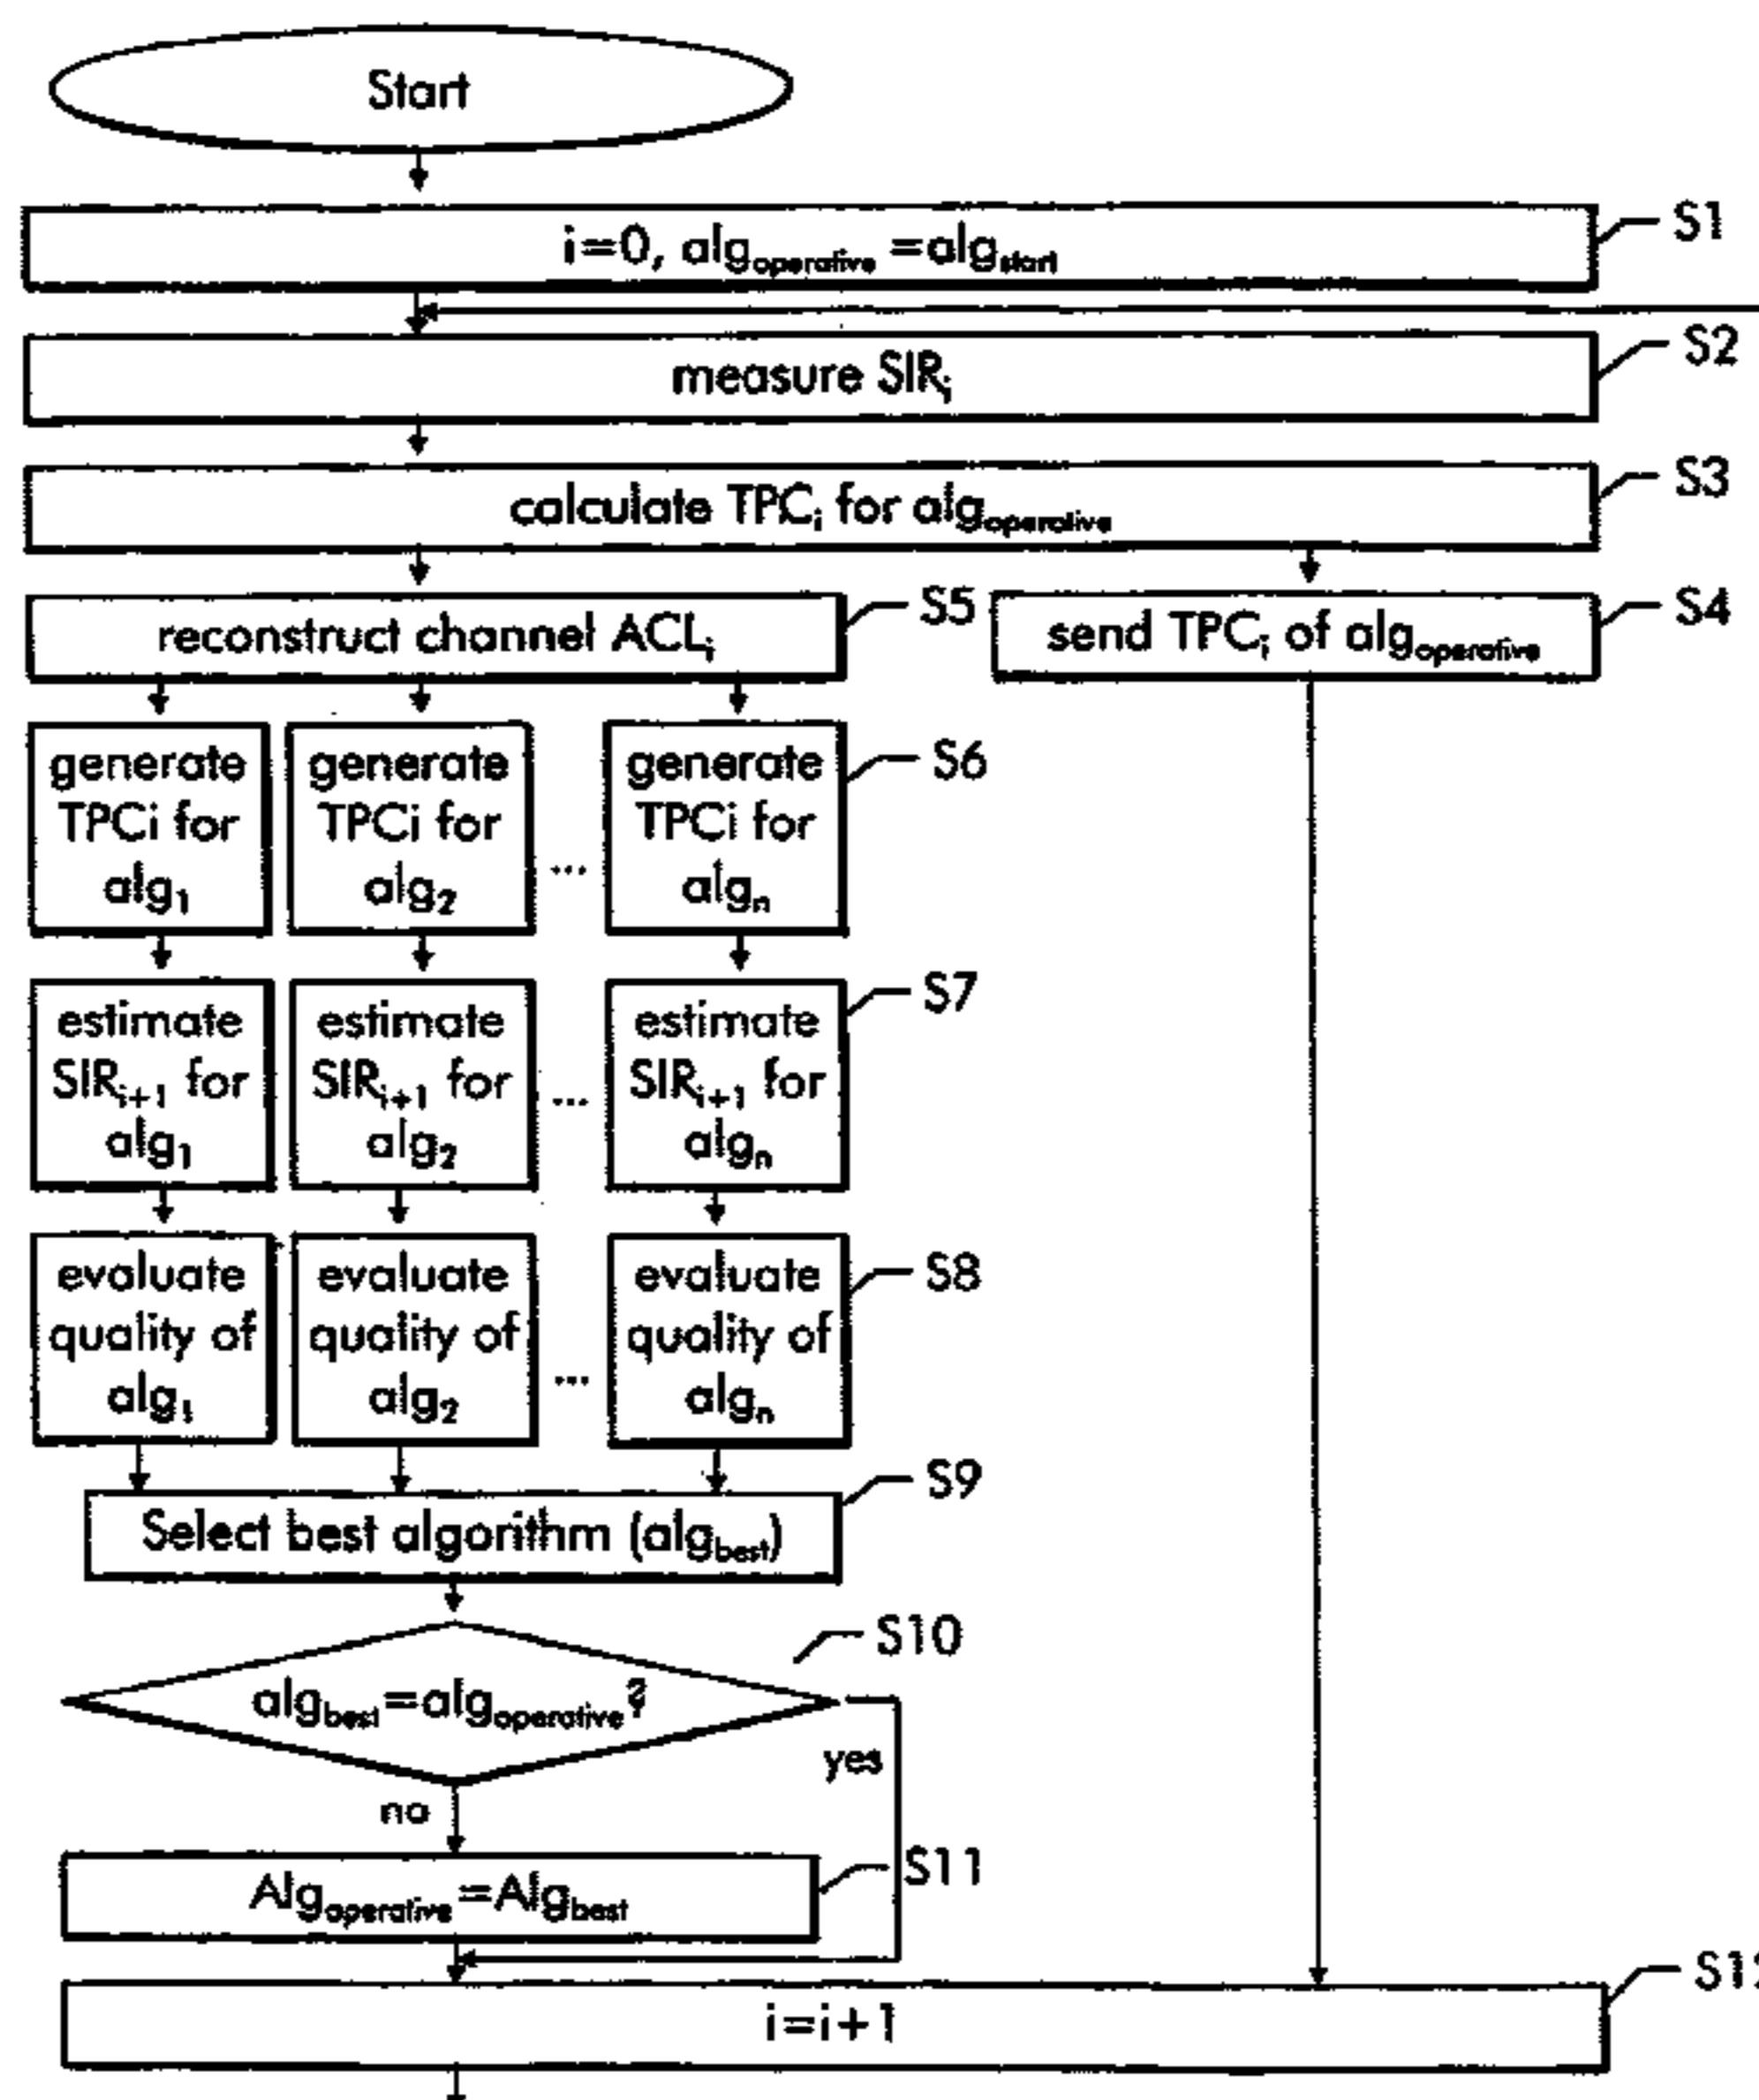 Start
i=0, alg_operative =alg_start
S1
measure SIR_i
S2
calculate TPC_i for alg_operative
S3
reconstruct channel ACL_i
S5
send TPC_i of alg_operative
S4
generate
TPCi for
alg_1
generate
TPCi for
alg_2
...
generate
TPCi for
alg_n
S6
estimate
SIR_i+1 for
alg_1
estimate
SIR_i+1 for
alg_2
...
estimate
SIR_i+1 for
alg_n
S7
evaluate
quality of
alg_1
evaluate
quality of
alg_2
...
evaluate
quality of
alg_n
S8
Select best algorithm (alg_best)
S9
alg_best=alg_operative?
S10
yes
no
Alg_operative=Alg_best
S11
i=i+1